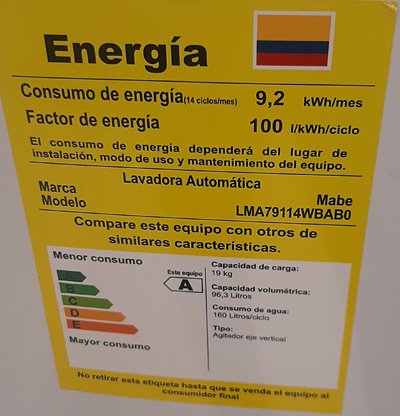 Energía
Consumo de energía(14 ciclos/mes) 9,2 kWh/mes
Factor de energía 100 l/kWh/ciclo
El consumo de energía dependerá del lugar de
instalación, modo de uso y mantenimiento del equipo.
Lavadora Automática
Marca Mabe
Modelo LMA79114WBAB0
Compare este equipo con otros de
similares características.
Menor consumo
A
B
C
D
E
Mayor consumo
Este equipo
A
Capacidad de carga:
19 kg
Capacidad volumétrica:
96,3 Litros
Consumo de agua:
160 Litros/ciclo
Tipo:
Agitador eje vertical
No retirar esta etiqueta hasta que se venda el equipo al
consumidor final